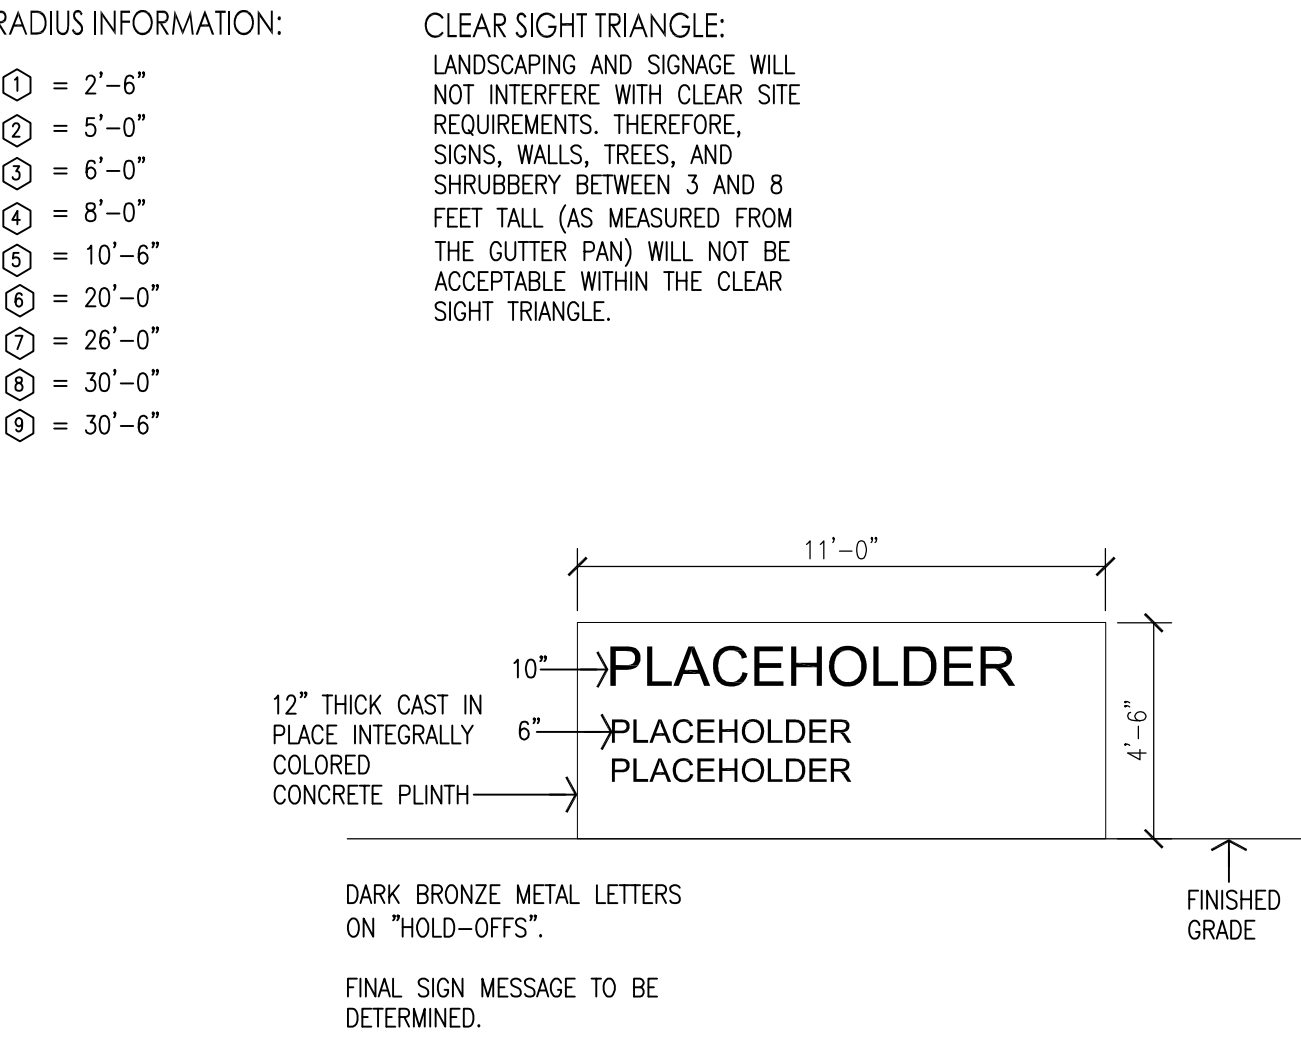 RADIUS INFORMATION:
1 = 2'-6"
2 = 5'-0"
3 = 6'-0"
4 = 8'-0"
5 = 10'-6"
6 = 20'-0"
7 = 26'-0"
8 = 30'-0"
9 = 30'-6"
CLEAR SIGHT TRIANGLE:
LANDSCAPING AND SIGNAGE WILL
NOT INTERFERE WITH CLEAR SITE
REQUIREMENTS. THEREFORE,
SIGNS, WALLS, TREES, AND
SHRUBBERY BETWEEN 3 AND 8
FEET TALL (AS MEASURED FROM
THE GUTTER PAN) WILL NOT BE
ACCEPTABLE WITHIN THE CLEAR
SIGHT TRIANGLE.
11'-0"
10"
PLACEHOLDER
6"
PLACEHOLDER
PLACEHOLDER
12" THICK CAST IN
PLACE INTEGRALLY
COLORED
CONCRETE PLINTH
4'-6"
FINISHED
GRADE
DARK BRONZE METAL LETTERS
ON "HOLD-OFFS".
FINAL SIGN MESSAGE TO BE
DETERMINED.